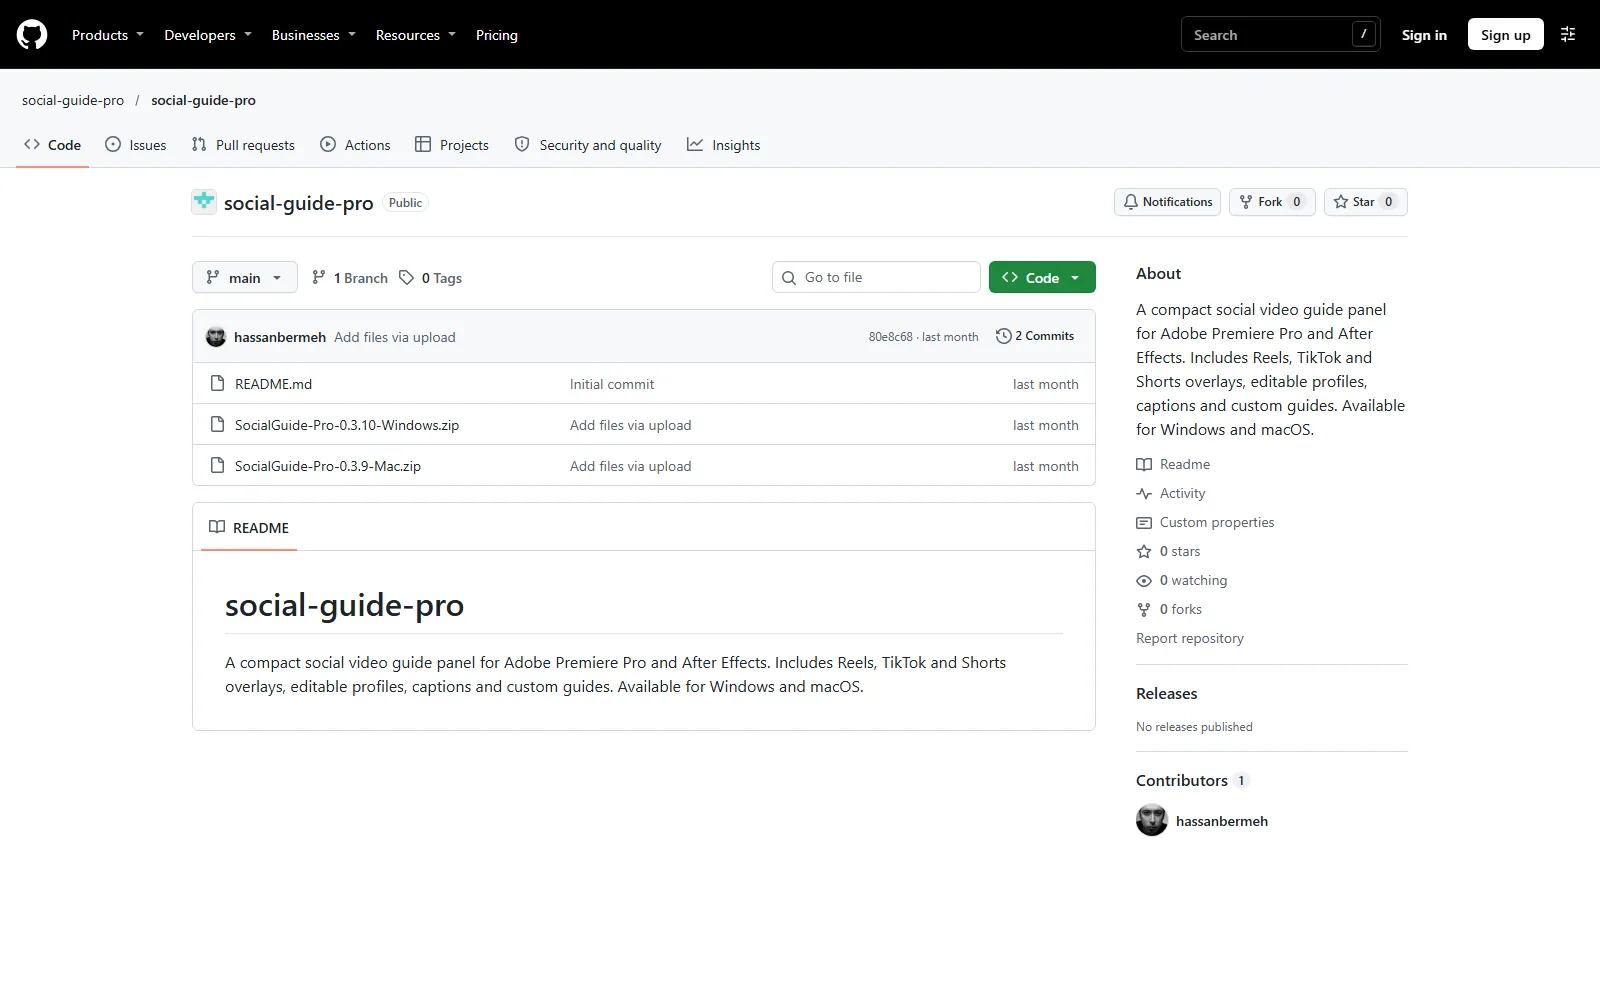 Products Developers Businesses Resources Pricing Search / Sign in Sign up
social-guide-pro / social-guide-pro
Code Issues Pull requests Actions Projects Security and quality Insights
social-guide-pro Public Notifications Fork 0 Star 0
main 1 Branch 0 Tags Go to file Code
hassanbermeh Add files via upload 80e8c68 · last month 2 Commits
README.md Initial commit last month
SocialGuide-Pro-0.3.10-Windows.zip Add files via upload last month
SocialGuide-Pro-0.3.9-Mac.zip Add files via upload last month
README
social-guide-pro
A compact social video guide panel for Adobe Premiere Pro and After Effects. Includes Reels, TikTok and Shorts
overlays, editable profiles, captions and custom guides. Available for Windows and macOS.
About
A compact social video guide panel
for Adobe Premiere Pro and After
Effects. Includes Reels, TikTok and
Shorts overlays, editable profiles,
captions and custom guides. Available
for Windows and macOS.
Readme
Activity
Custom properties
0 stars
0 watching
0 forks
Report repository
Releases
No releases published
Contributors 1
hassanbermeh